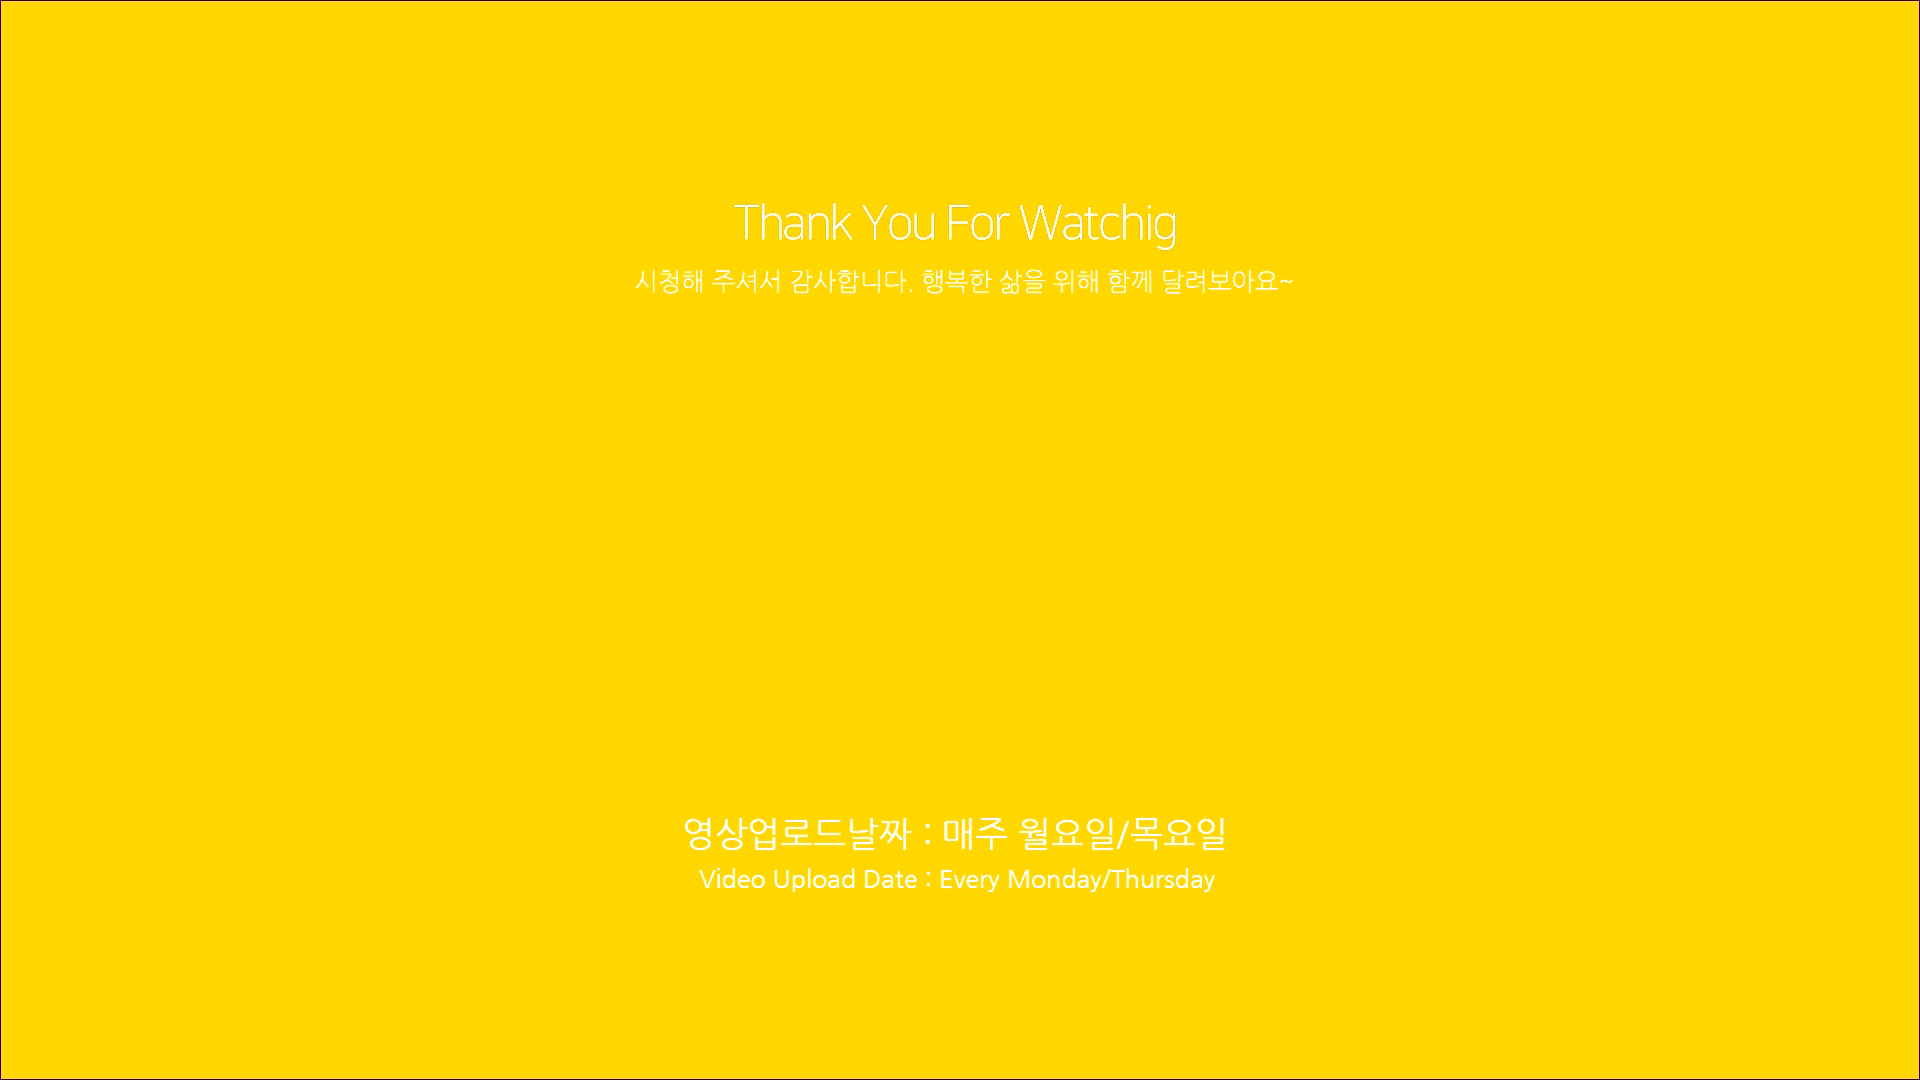 Thank You For Watchig
시청해 주셔서 감사합니다. 행복한 삶을 위해 함께 달려보아요~
영상업로드날짜 : 매주 월요일/목요일
Video Upload Date : Every Monday/Thursday